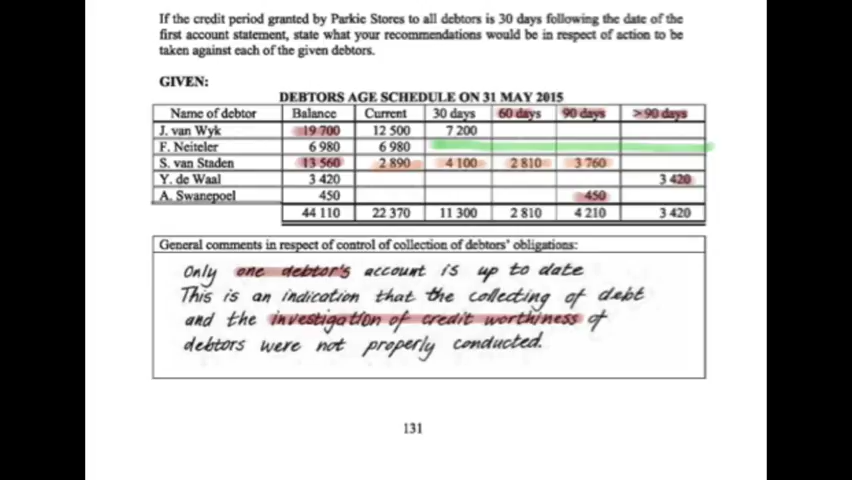 If the credit period granted by Parkie Stores to all debtors is 30 days following the date of the
first account statement, state what your recommendations would be in respect of action to be
taken against each of the given debtors.
GIVEN:
DEBTORS AGE SCHEDULE ON 31 MAY 2015
Name of debtor Balance Current 30 days 60 days 90 days > 90 days
J. van Wyk 19 700 12 500 7 200
F. Neiteler 6 980 6 980
S. van Staden 13 560 2 890 4 100 2 810 3 760
Y. de Waal 3 420 3 420
A. Swanepoel 450 450
44 110 22 370 11 300 2 810 4 210 3 420
General comments in respect of control of collection of debtors' obligations:
Only one debtor's account is up to date
This is an indication that the collecting of debt
and the investigation of credit worthiness of
debtors were not properly conducted.
131